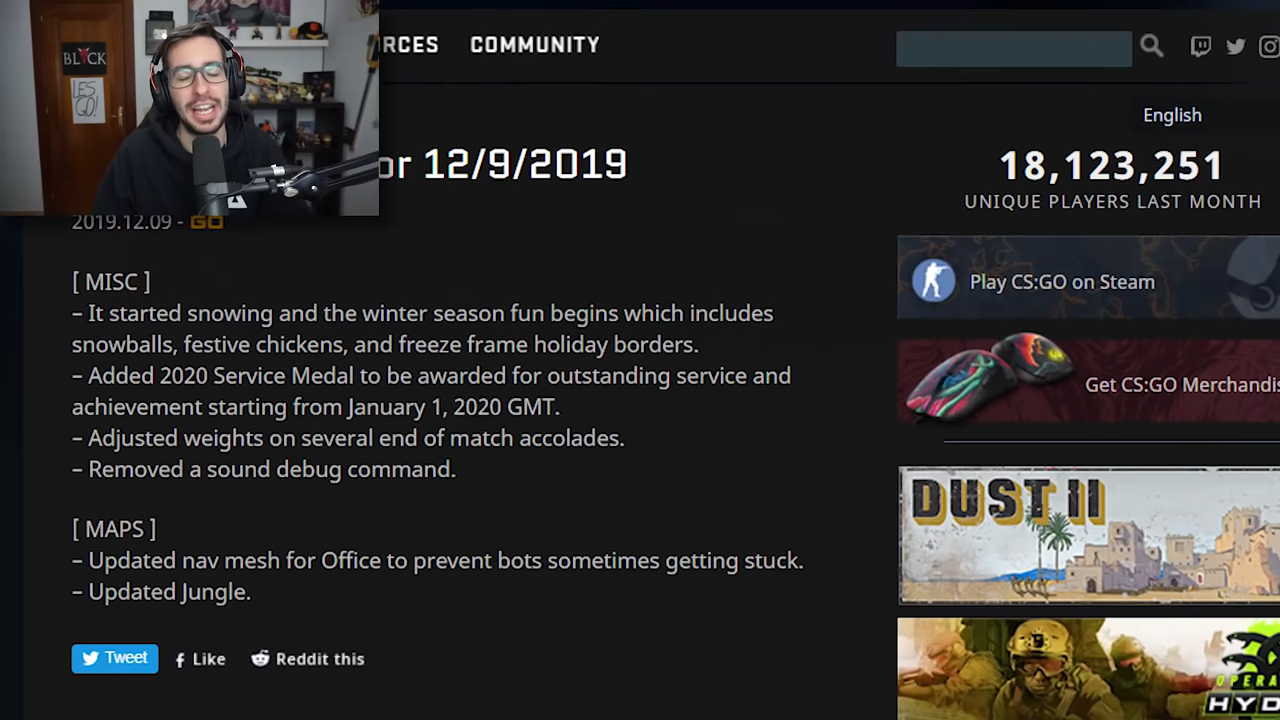 BLACK
LES
GO!
RCES COMMUNITY
English
or 12/9/2019
2019.12.09 - GO
18,123,251
UNIQUE PLAYERS LAST MONTH
[ MISC ]
– It started snowing and the winter season fun begins which includes
snowballs, festive chickens, and freeze frame holiday borders.
– Added 2020 Service Medal to be awarded for outstanding service and
achievement starting from January 1, 2020 GMT.
– Adjusted weights on several end of match accolades.
– Removed a sound debug command.
[ MAPS ]
– Updated nav mesh for Office to prevent bots sometimes getting stuck.
– Updated Jungle.
Tweet Like Reddit this
Play CS:GO on Steam
Get CS:GO Merchandis
DUST II
OPERA
HYD